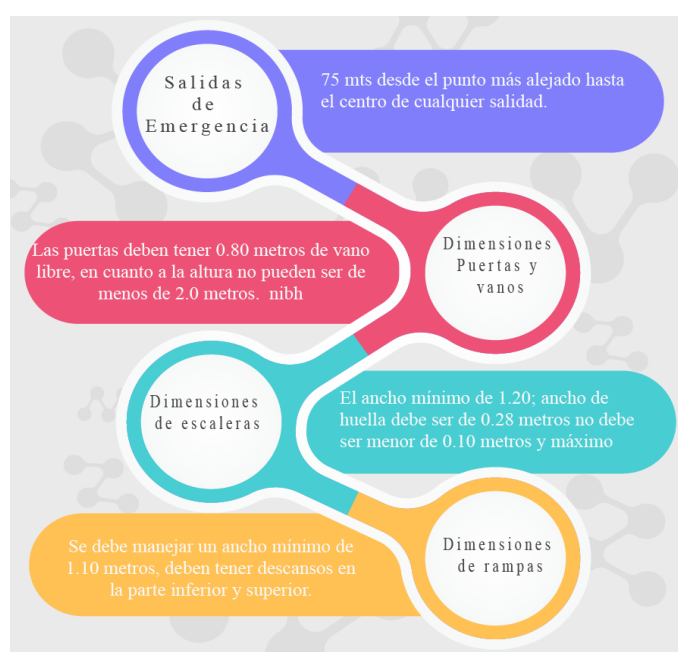 Salidas
de
Emergencia
75 mts desde el punto más alejado hasta
el centro de cualquier salidad.
Dimensiones
Puertas y
vanos
Las puertas deben tener 0.80 metros de vano
libre, en cuanto a la altura no pueden ser de
menos de 2.0 metros.  nibh
Dimensiones
de escaleras
El ancho mínimo de 1.20; ancho de
huella debe ser de 0.28 metros no debe
ser menor de 0.10 metros y máximo
Dimensiones
de rampas
Se debe manejar un ancho mínimo de
1.10 metros, deben tener descansos en
la parte inferior y superior.